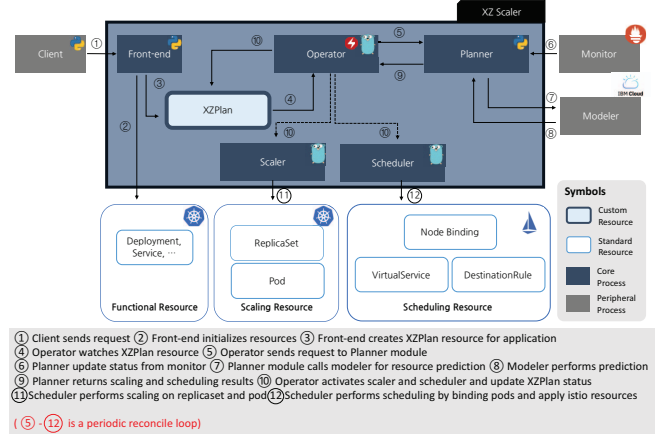 XZ Scaler
Client
①
Front-end
⑩
Operator
⑤
Planner
⑥
Monitor
③
⑨
IBM Cloud
②
XZPlan
④
⑦
⑧
Modeler
⑩
⑩
Scaler
Scheduler
⑪
⑫
Symbols
Custom
Resource
Standard
Resource
Core
Process
Peripheral
Process
Deployment,
Service, ⋯
Functional Resource
ReplicaSet
Pod
Scaling Resource
Node Binding
VirtualService
DestinationRule
Scheduling Resource
① Client sends request ② Front-end initializes resources ③ Front-end creates XZPlan resource for application
④ Operator watches XZPlan resource ⑤ Operator sends request to Planner module
⑥ Planner update status from monitor ⑦ Planner module calls modeler for resource prediction ⑧ Modeler performs prediction
⑨ Planner returns scaling and scheduling results ⑩ Operator activates scaler and scheduler and update XZPlan status
⑪Scheduler performs scaling on replicaset and pod⑫Scheduler performs scheduling by binding pods and apply istio resources
( ⑤ - ⑫ is a periodic reconcile loop)